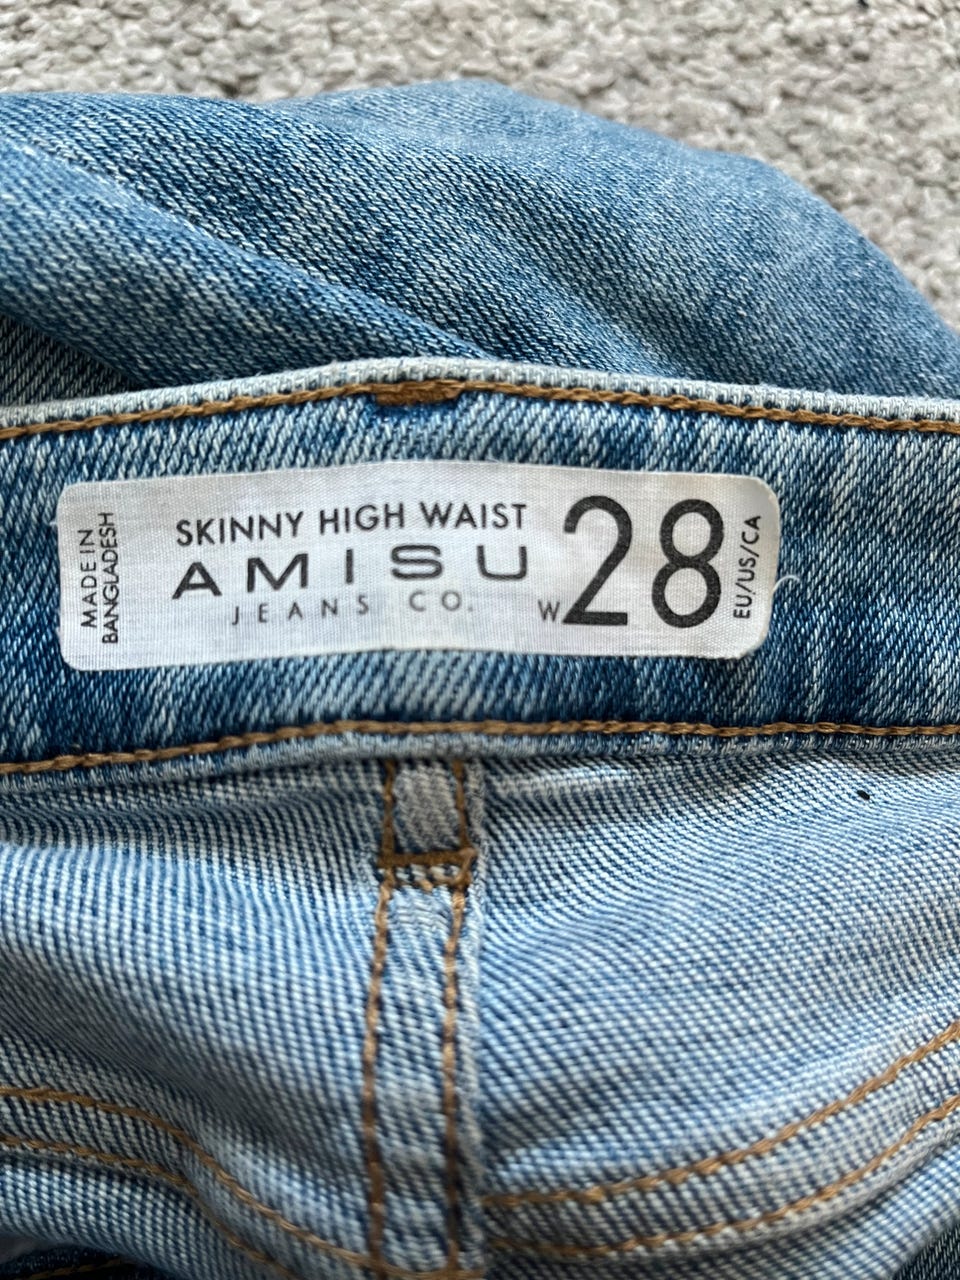 MADE IN
BANGLADESH
SKINNY HIGH WAIST
AMISU
JEANS CO.
W28
EU/US/CA